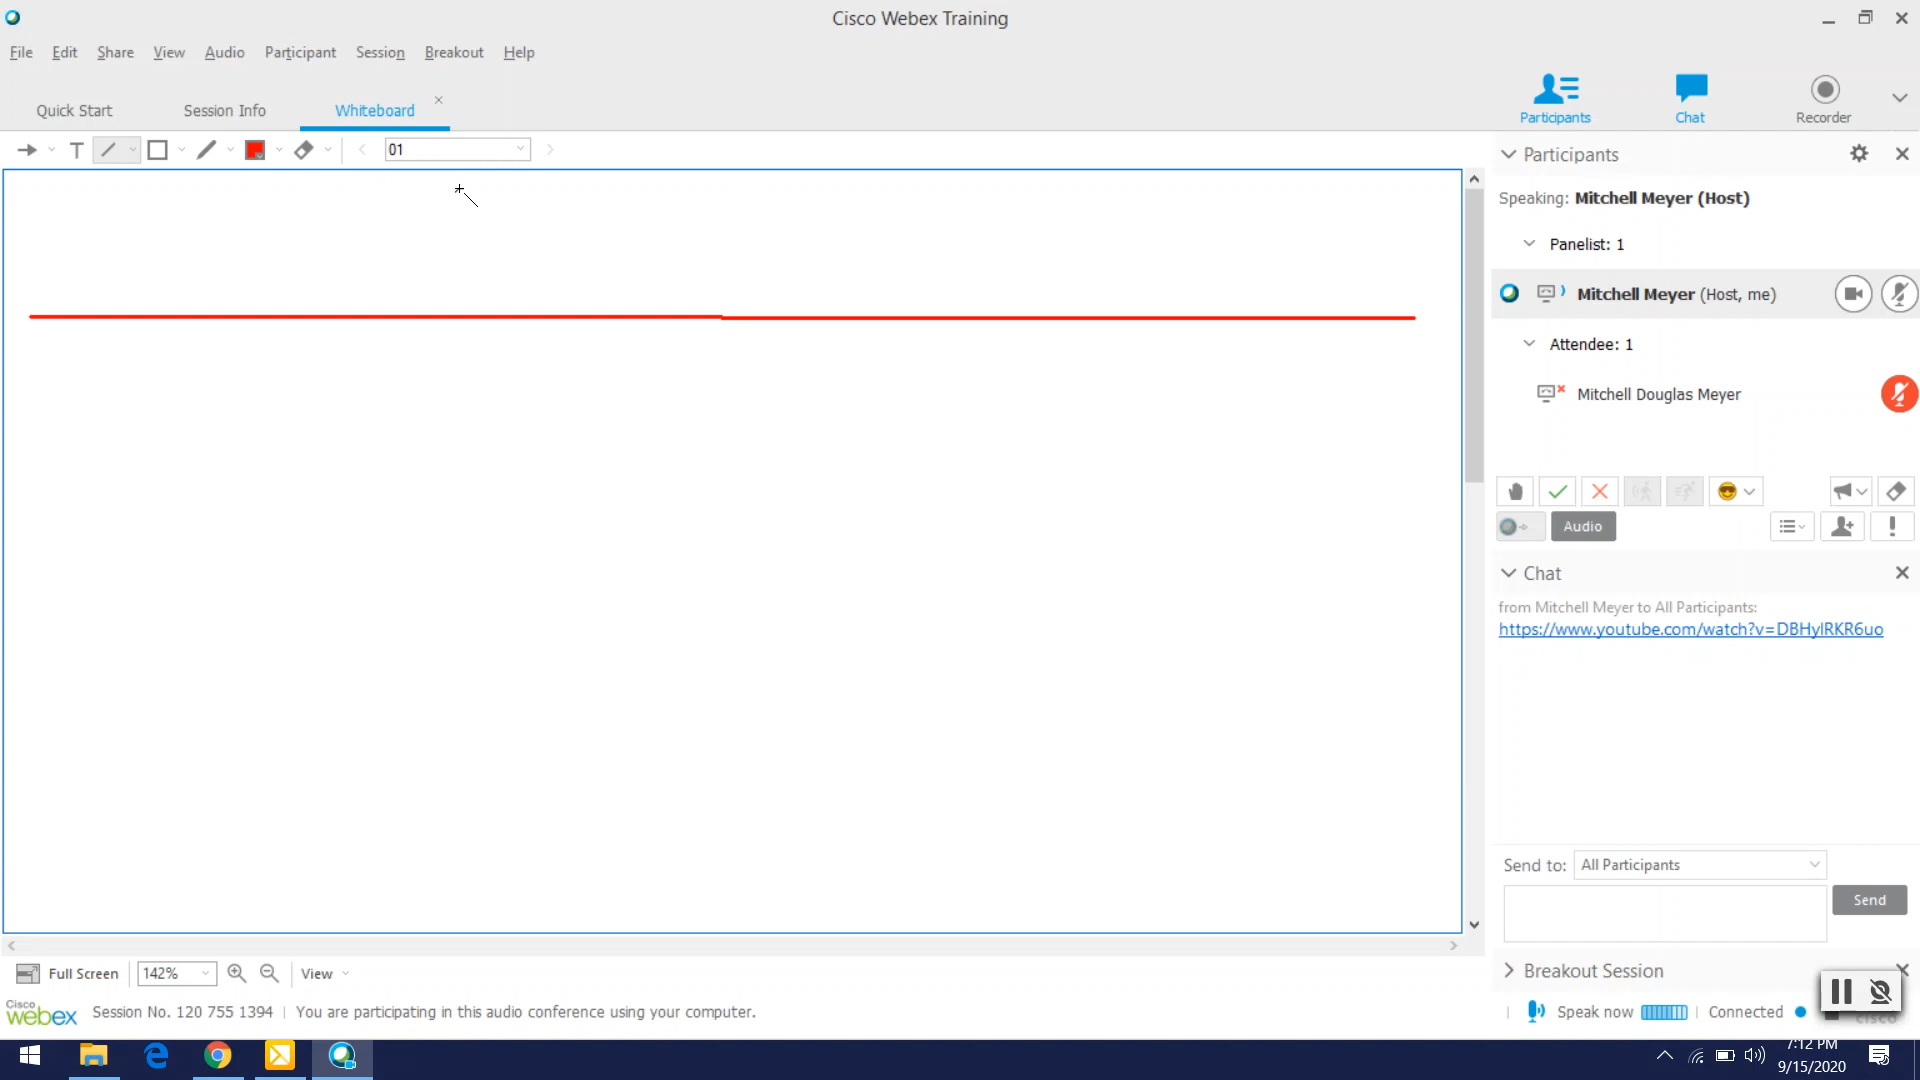 Cisco Webex Training
File Edit Share View Audio Participant Session Breakout Help
Quick Start Session Info Whiteboard
Participants Chat Recorder
T 01
Participants
Speaking: Mitchell Meyer (Host)
Panelist: 1
Mitchell Meyer (Host, me)
Attendee: 1
Mitchell Douglas Meyer
Audio
Chat
from Mitchell Meyer to All Participants:
https://www.youtube.com/watch?v=DBHylRKR6uo
Send to: All Participants
Send
Breakout Session
Full Screen 142% View
Cisco webex Session No. 120 755 1394 | You are participating in this audio conference using your computer.
Speak now Connected
cisco
7:12 PM
9/15/2020